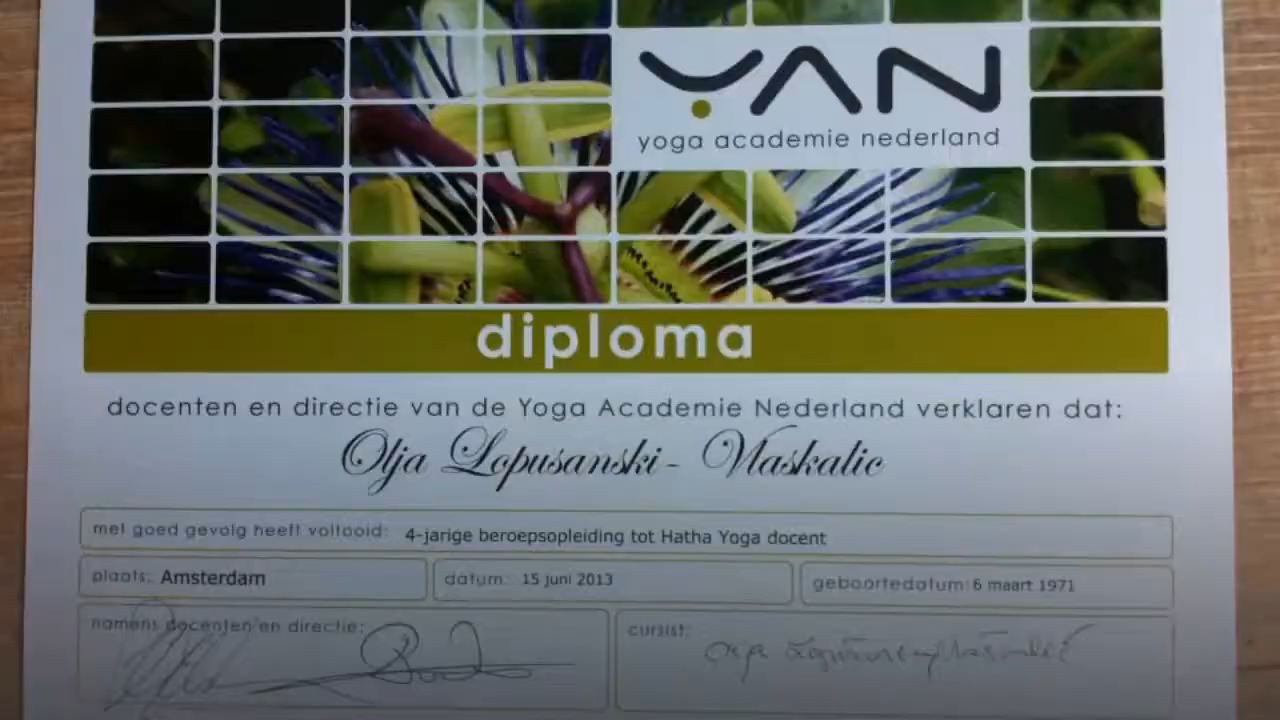 YAN
yoga academie nederland
diploma
docenten en directie van de Yoga Academie Nederland verklaren dat:
Olja Lopusanski - Vlaskalic
met goed gevolg heeft voltooid: 4-jarige beroepsopleiding tot Hatha Yoga docent
plaats: Amsterdam datum: 15 juni 2013 geboortedatum: 6 maart 1971
namens docenten en directie: cursist: